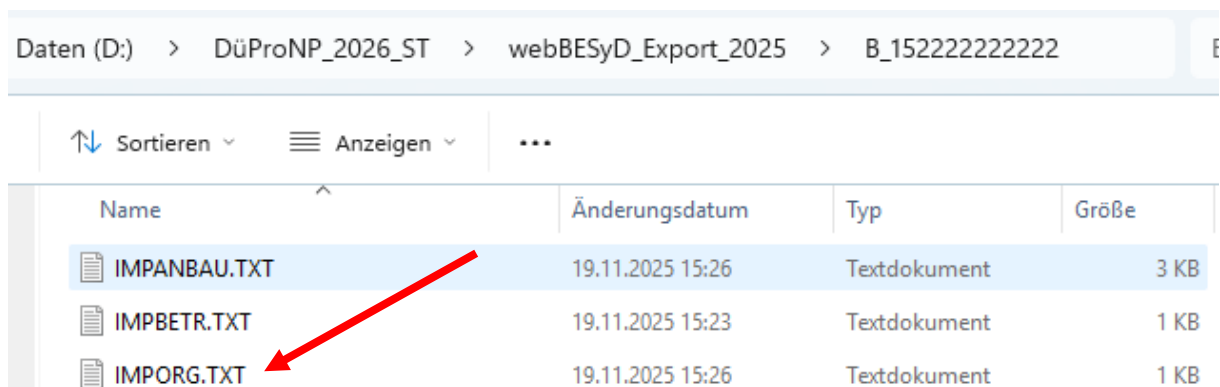 Daten (D:) > DüProNP_2026_ST > webBESyD_Export_2025 > B_152222222222
Sortieren Anzeigen ...
Name Änderungsdatum Typ Größe
IMPANBAU.TXT 19.11.2025 15:26 Textdokument 3 KB
IMPBETR.TXT 19.11.2025 15:23 Textdokument 1 KB
IMPORG.TXT 19.11.2025 15:26 Textdokument 1 KB